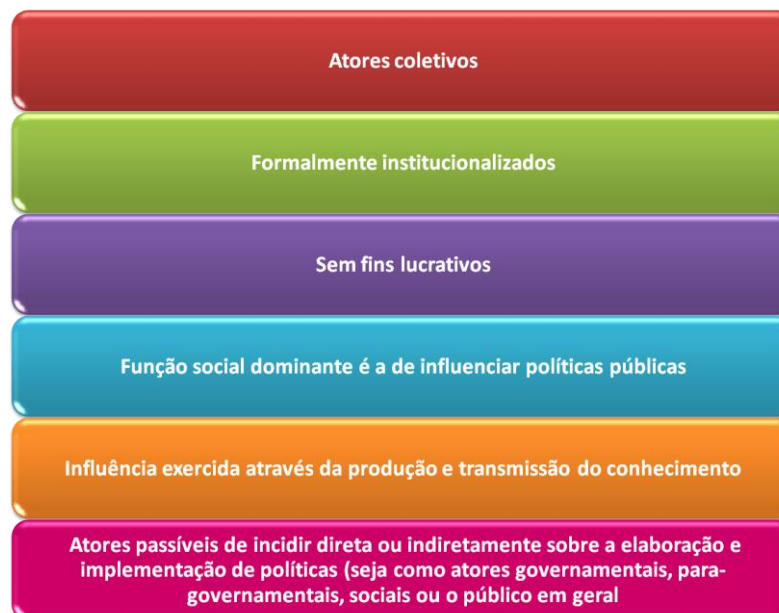 Atores coletivos
Formalmente institucionalizados
Sem fins lucrativos
Função social dominante é a de influenciar políticas públicas
Influência exercida através da produção e transmissão do conhecimento
Atores passíveis de incidir direta ou indiretamente sobre a elaboração e
implementação de políticas (seja como atores governamentais, para-
governamentais, sociais ou o público em geral